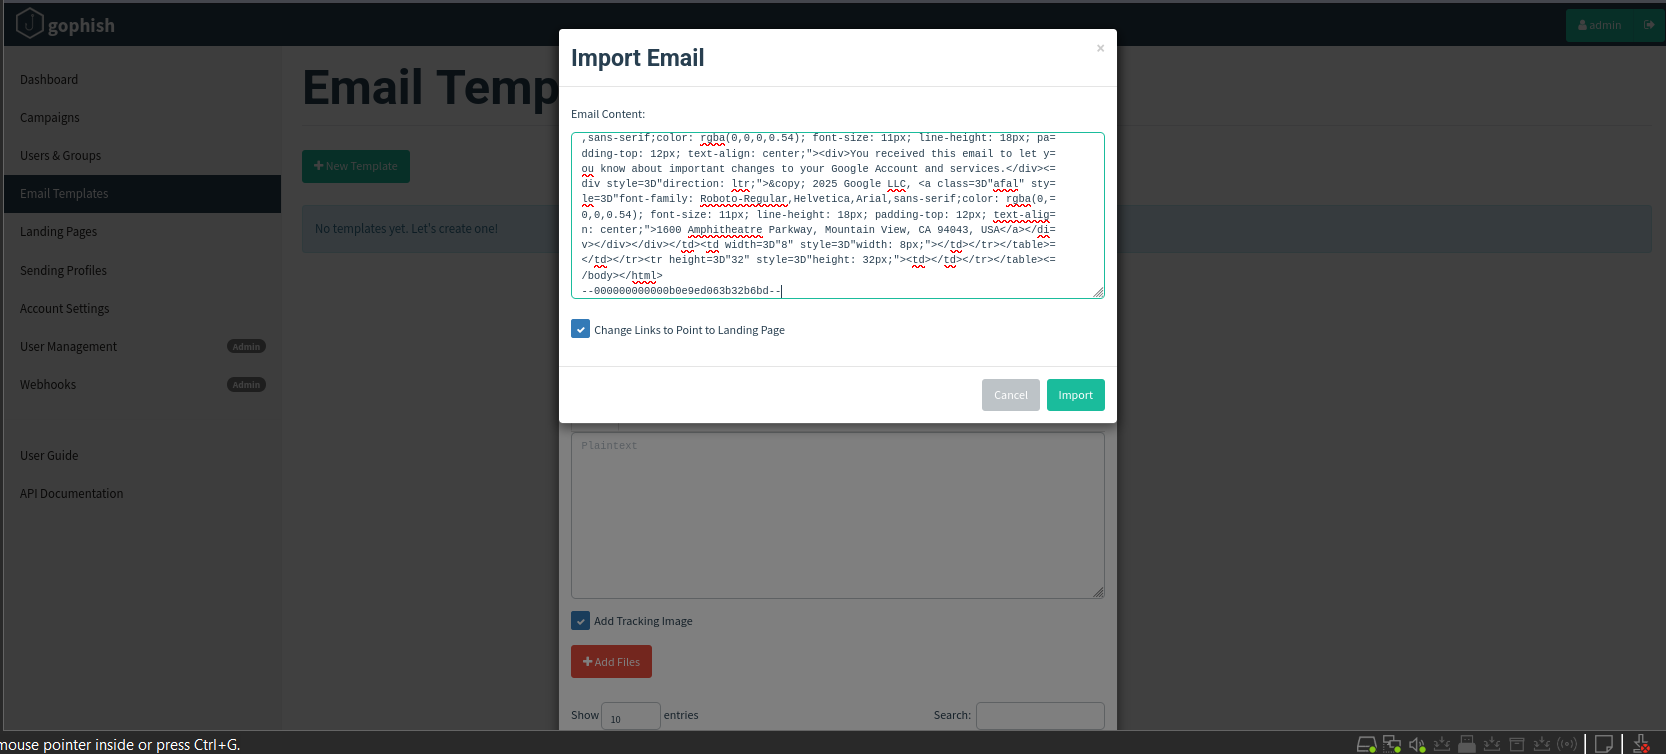 gophish
admin
Import Email
×
Dashboard
Email Temp
Email Content:
Campaigns
,sans-serif;color: rgba(0,0,0,0.54); font-size: 11px; line-height: 18px; pa=
dding-top: 12px; text-align: center;"><div>You received this email to let y=
ou know about important changes to your Google Account and services.</div><=
div style=3D"direction: ltr;">&copy; 2025 Google LLC, <a class=3D"afal" sty=
le=3D"font-family: Roboto-Regular,Helvetica,Arial,sans-serif;color: rgba(0,=
0,0,0.54); font-size: 11px; line-height: 18px; padding-top: 12px; text-alig=
n: center;">1600 Amphitheatre Parkway, Mountain View, CA 94043, USA</a></di=
v></div></div></td><td width=3D"8" style=3D"width: 8px;"></td></tr></table>=
</td></tr><tr height=3D"32" style=3D"height: 32px;"><td></td></tr></table><=
/body></html>
--000000000000b0e9ed063b32b6bd--
Users & Groups
New Template
Email Templates
Landing Pages
No templates yet. Let's create one!
Sending Profiles
Account Settings
Change Links to Point to Landing Page
User Management Admin
Webhooks Admin
Cancel Import
User Guide
API Documentation
Plaintext
Add Tracking Image
Add Files
Show 10 entries
Search:
mouse pointer inside or press Ctrl+G.